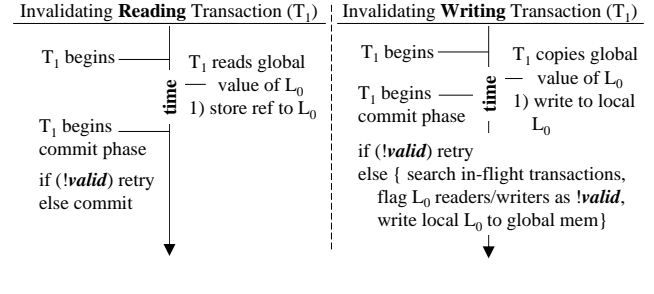 Invalidating Reading Transaction (T1)
T1 begins
T1 reads global
value of L0
1) store ref to L0
time
T1 begins
commit phase
if (!valid) retry
else commit
Invalidating Writing Transaction (T1)
T1 begins
T1 copies global
value of L0
1) write to local
L0
time
T1 begins
commit phase
if (!valid) retry
else { search in-flight transactions,
flag L0 readers/writers as !valid,
write local L0 to global mem}